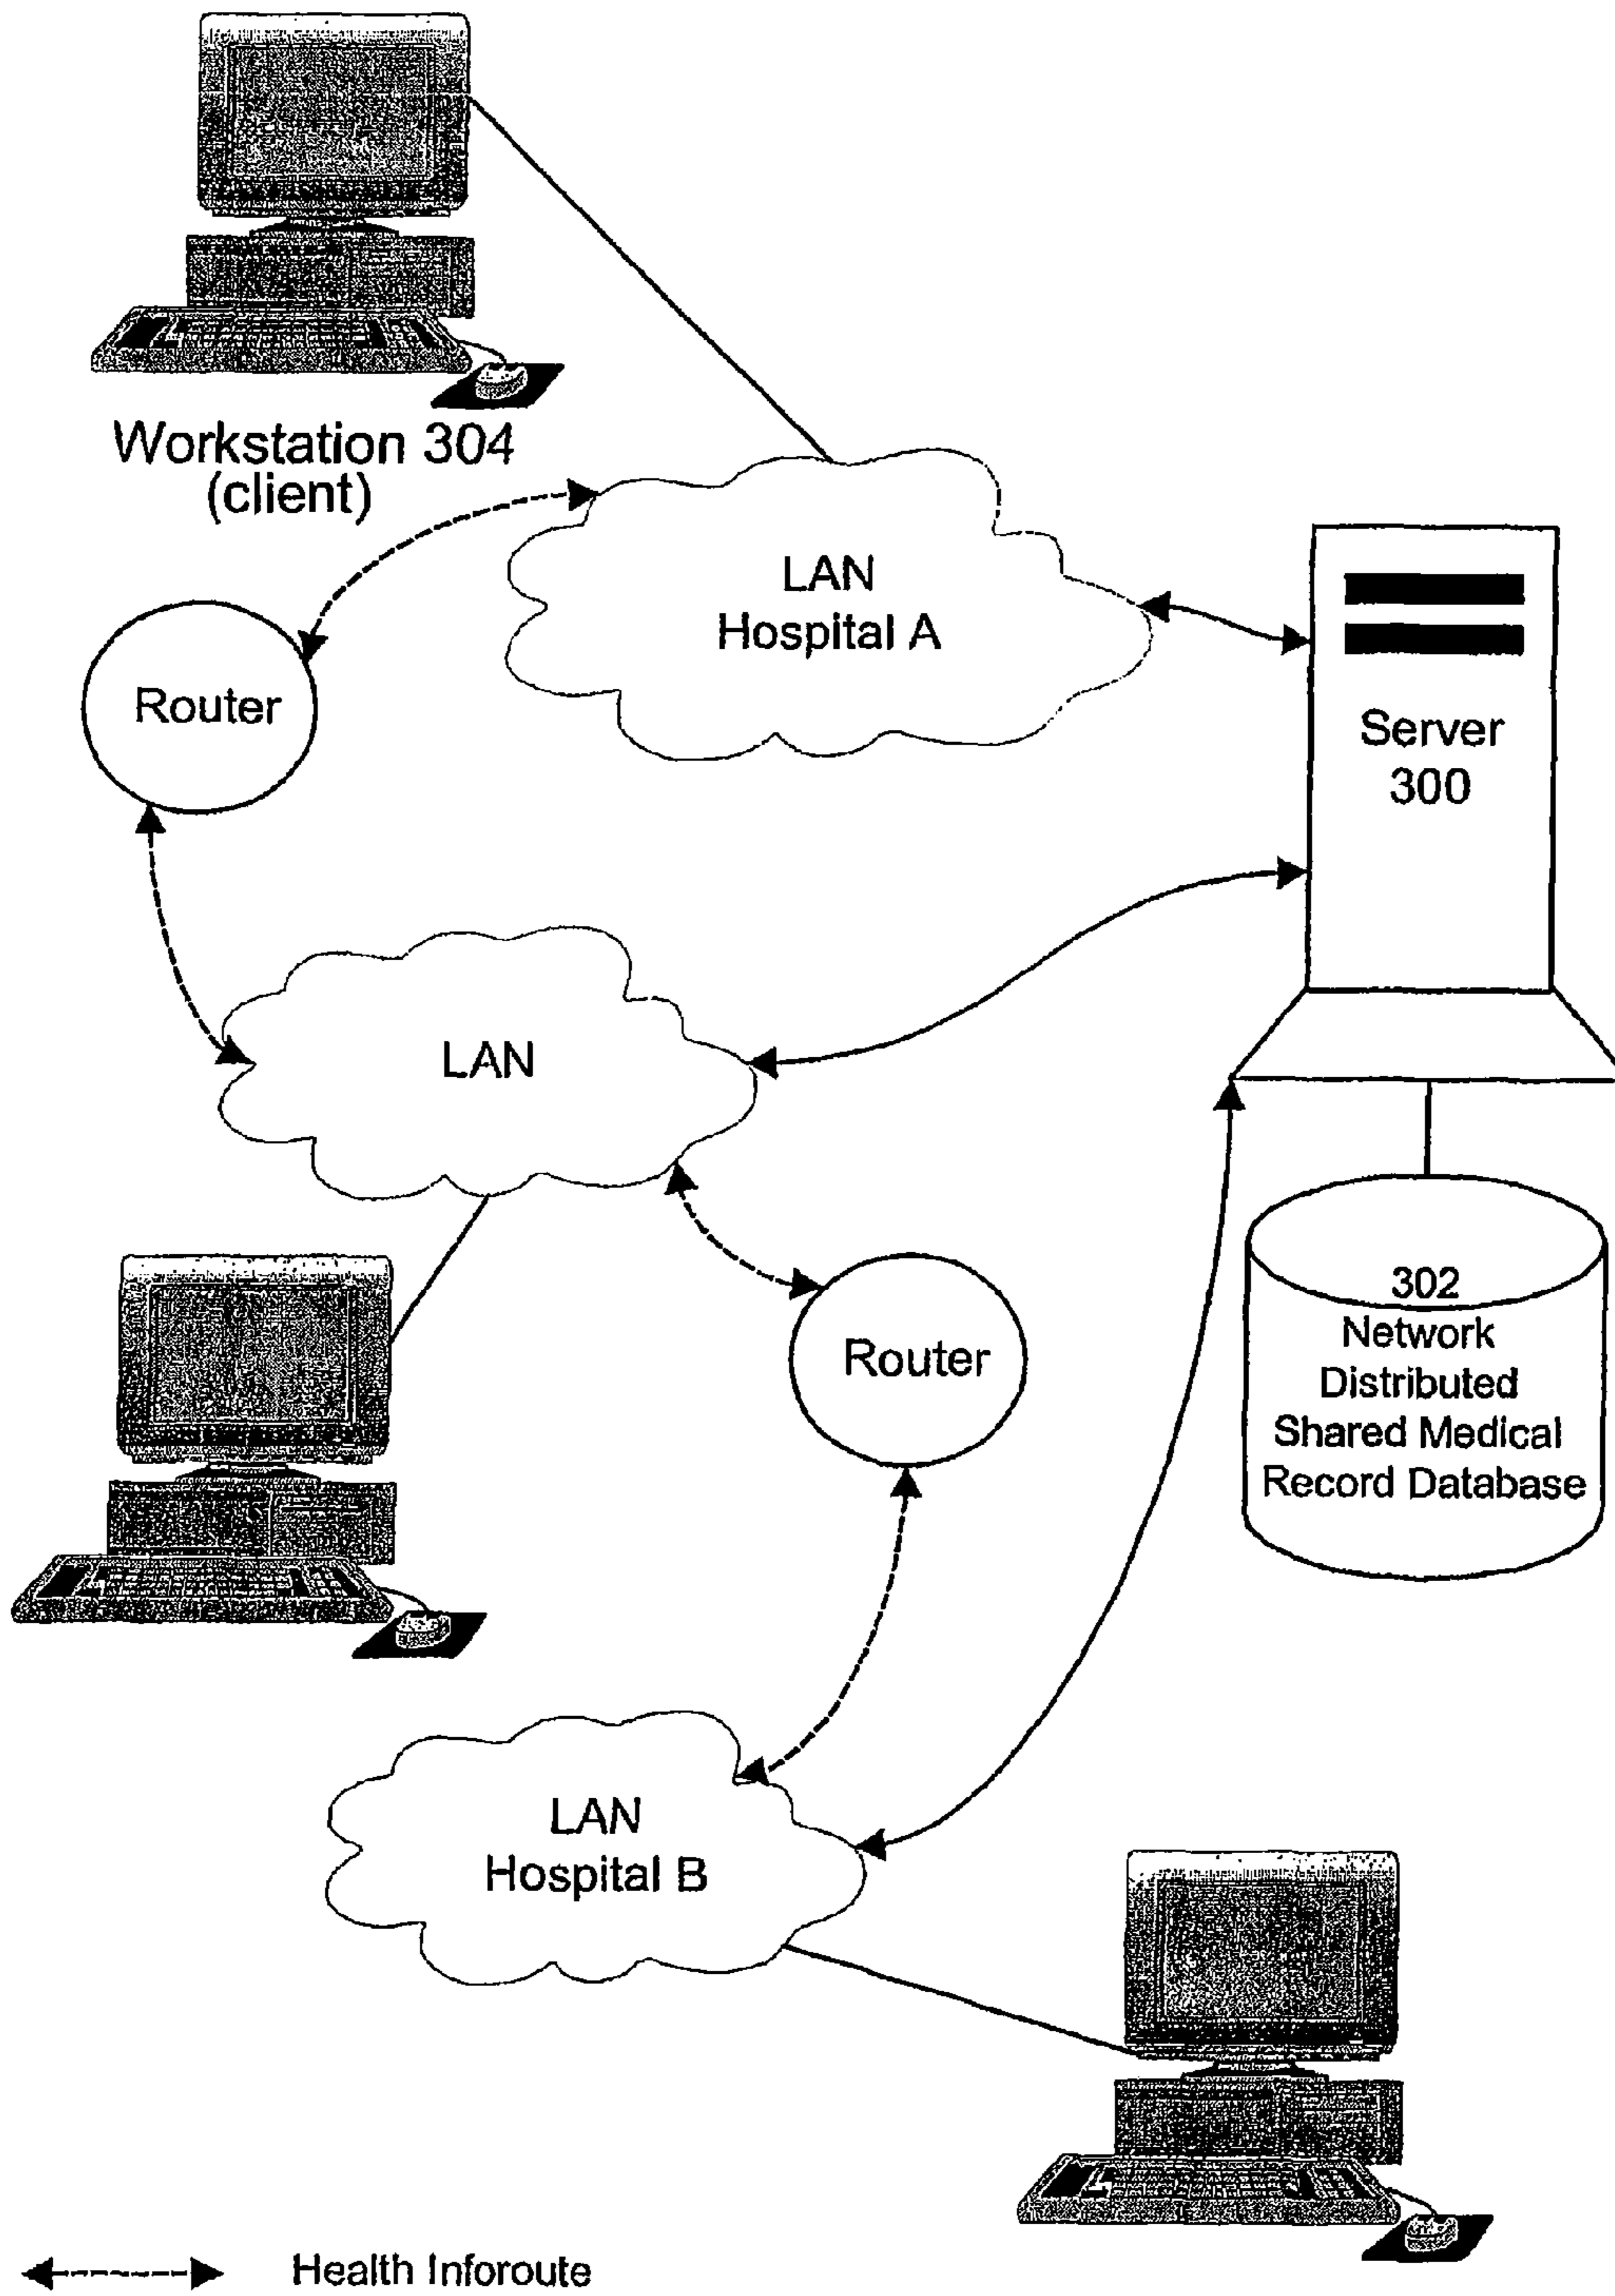 Workstation 304
(client)
LAN
Hospital A
Router
Server
300
LAN
302
Network
Distributed
Shared Medical
Record Database
Router
LAN
Hospital B
Health Inforoute